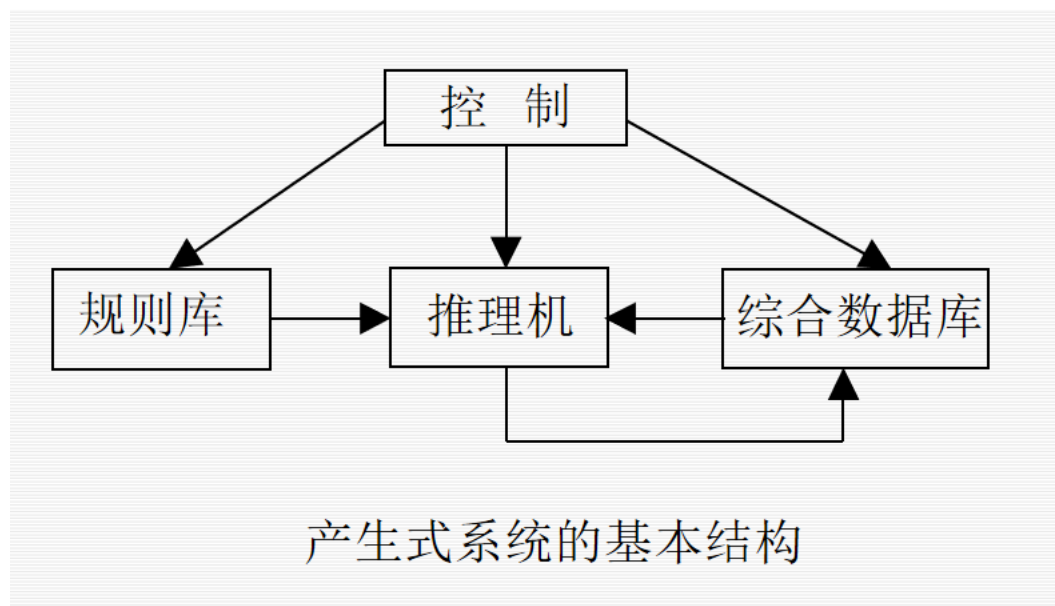 控 制
规则库
推理机
综合数据库
产生式系统的基本结构